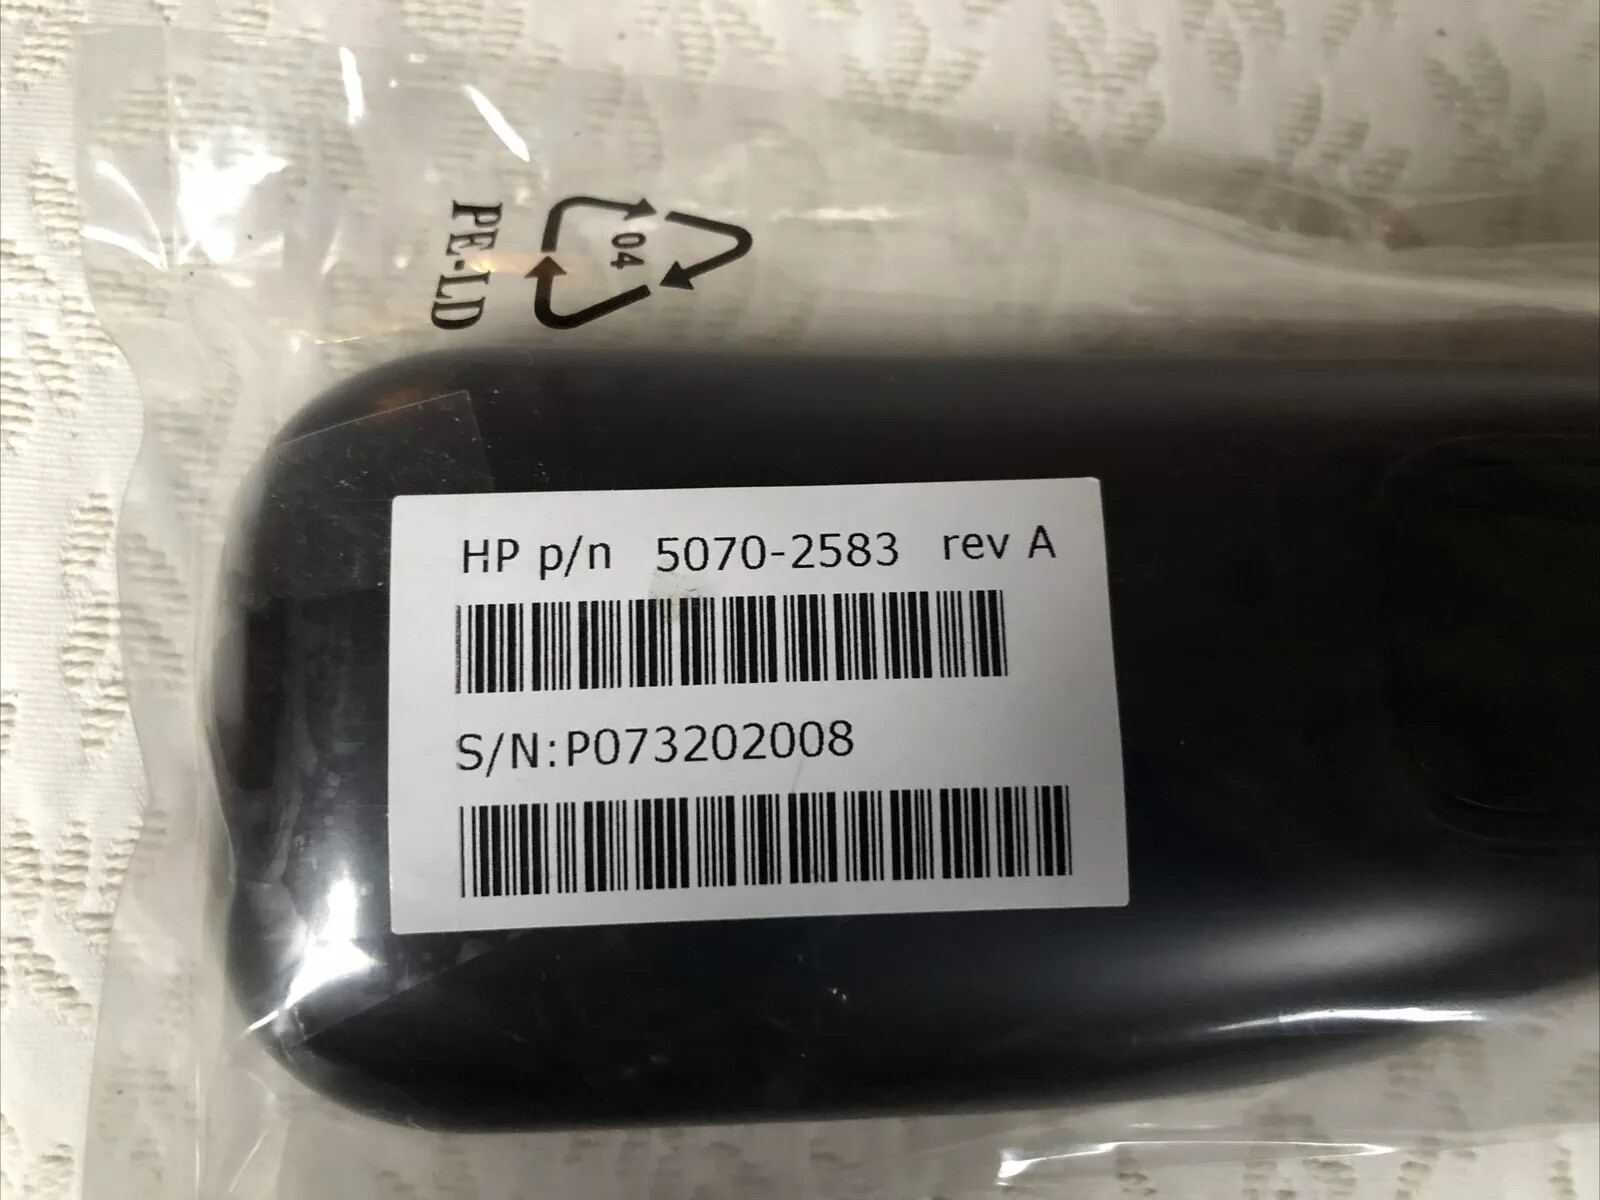 PE-LD
04
HP p/n 5070-2583 rev A
S/N:P073202008